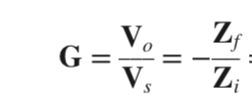 G = V_o / V_s = − Z_f / Z_i =